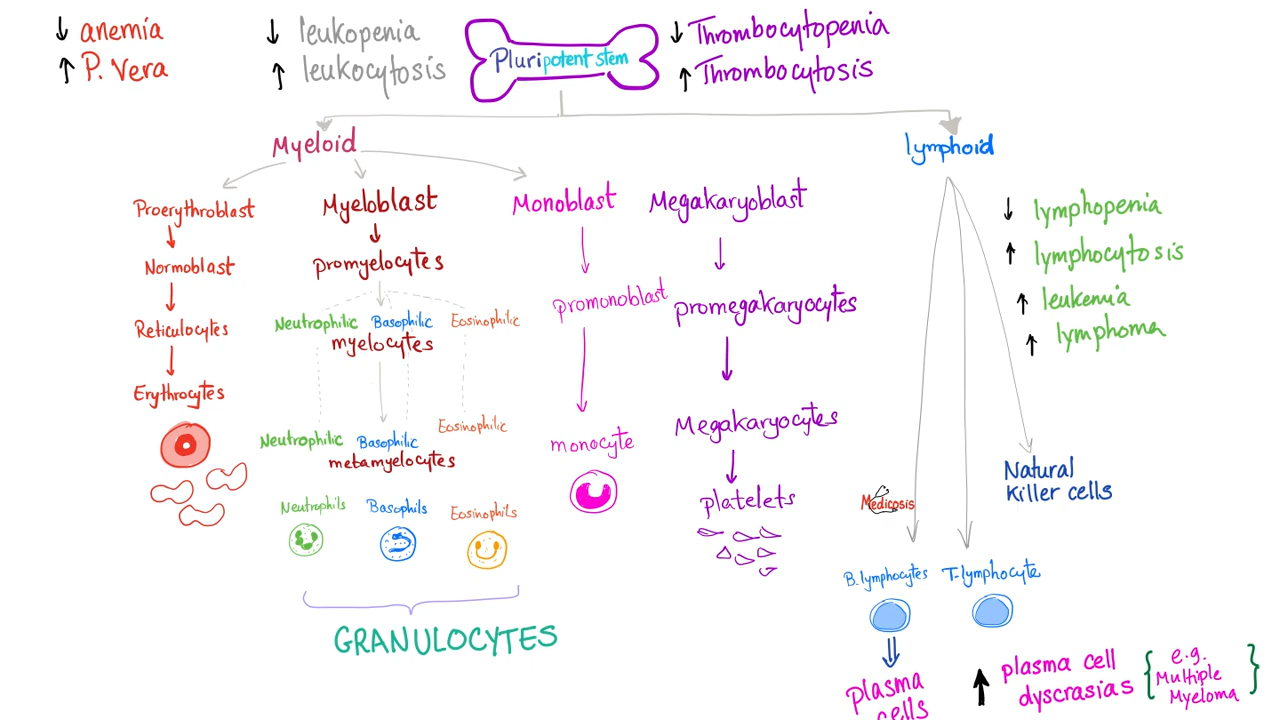 ↓ anemia
↑ P. Vera
↓ leukopenia
↑ leukocytosis
Pluripotent stem
↓ Thrombocytopenia
↑ Thrombocytosis
Myeloid
lymphoid
Proerythroblast
Normoblast
Reticulocytes
Erythrocytes
Myeloblast
promyelocytes
Neutrophilic Basophilic Eosinophilic
myelocytes
Neutrophilic Basophilic Eosinophilic
metamyelocytes
Neutrophils Basophils Eosinophils
GRANULOCYTES
Monoblast
promonoblast
monocyte
Megakaryoblast
promegakaryocytes
Megakaryocytes
platelets
↓ lymphopenia
↑ lymphocytosis
↑ leukemia
↑ lymphoma
Natural
Killer cells
Medicosis
B.lymphocytes T.lymphocyte
plasma
cells
↑ plasma cell
dyscrasias
{e.g.
Multiple
Myeloma}